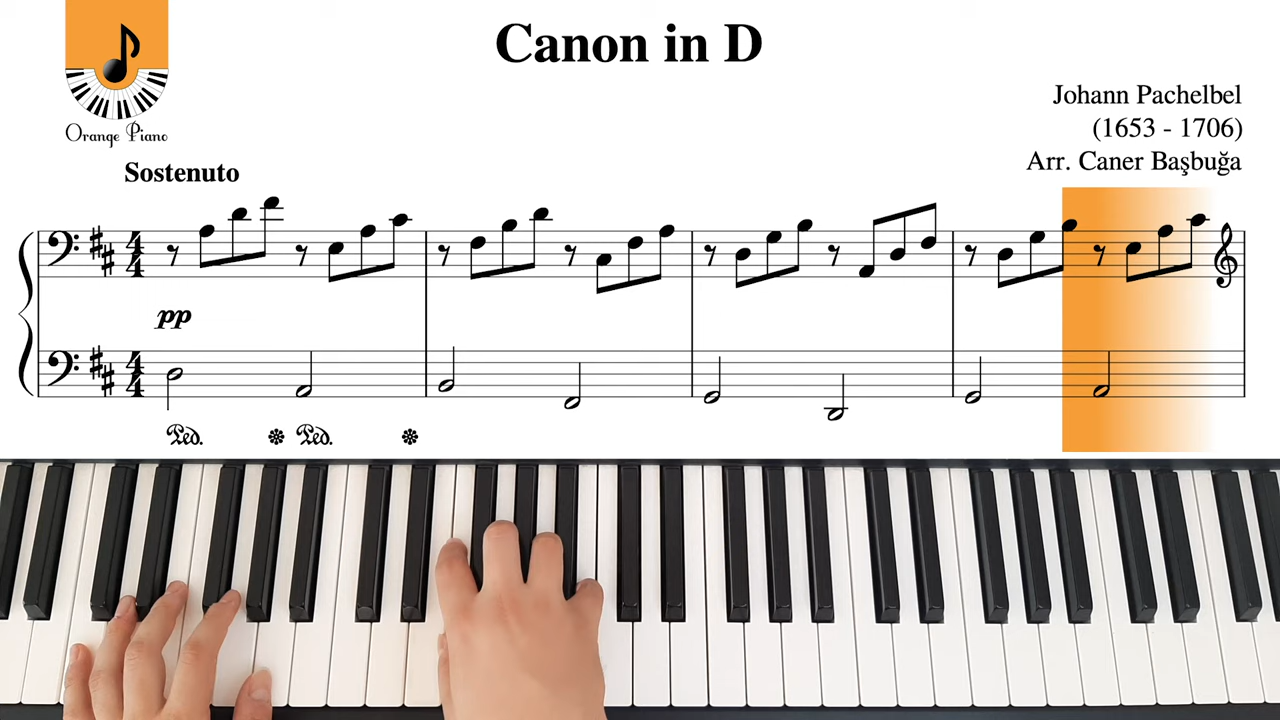 Canon in D
Johann Pachelbel
(1653 - 1706)
Arr. Caner Başbuğa
Orange Piano
Sostenuto
pp
Ped. Ped.